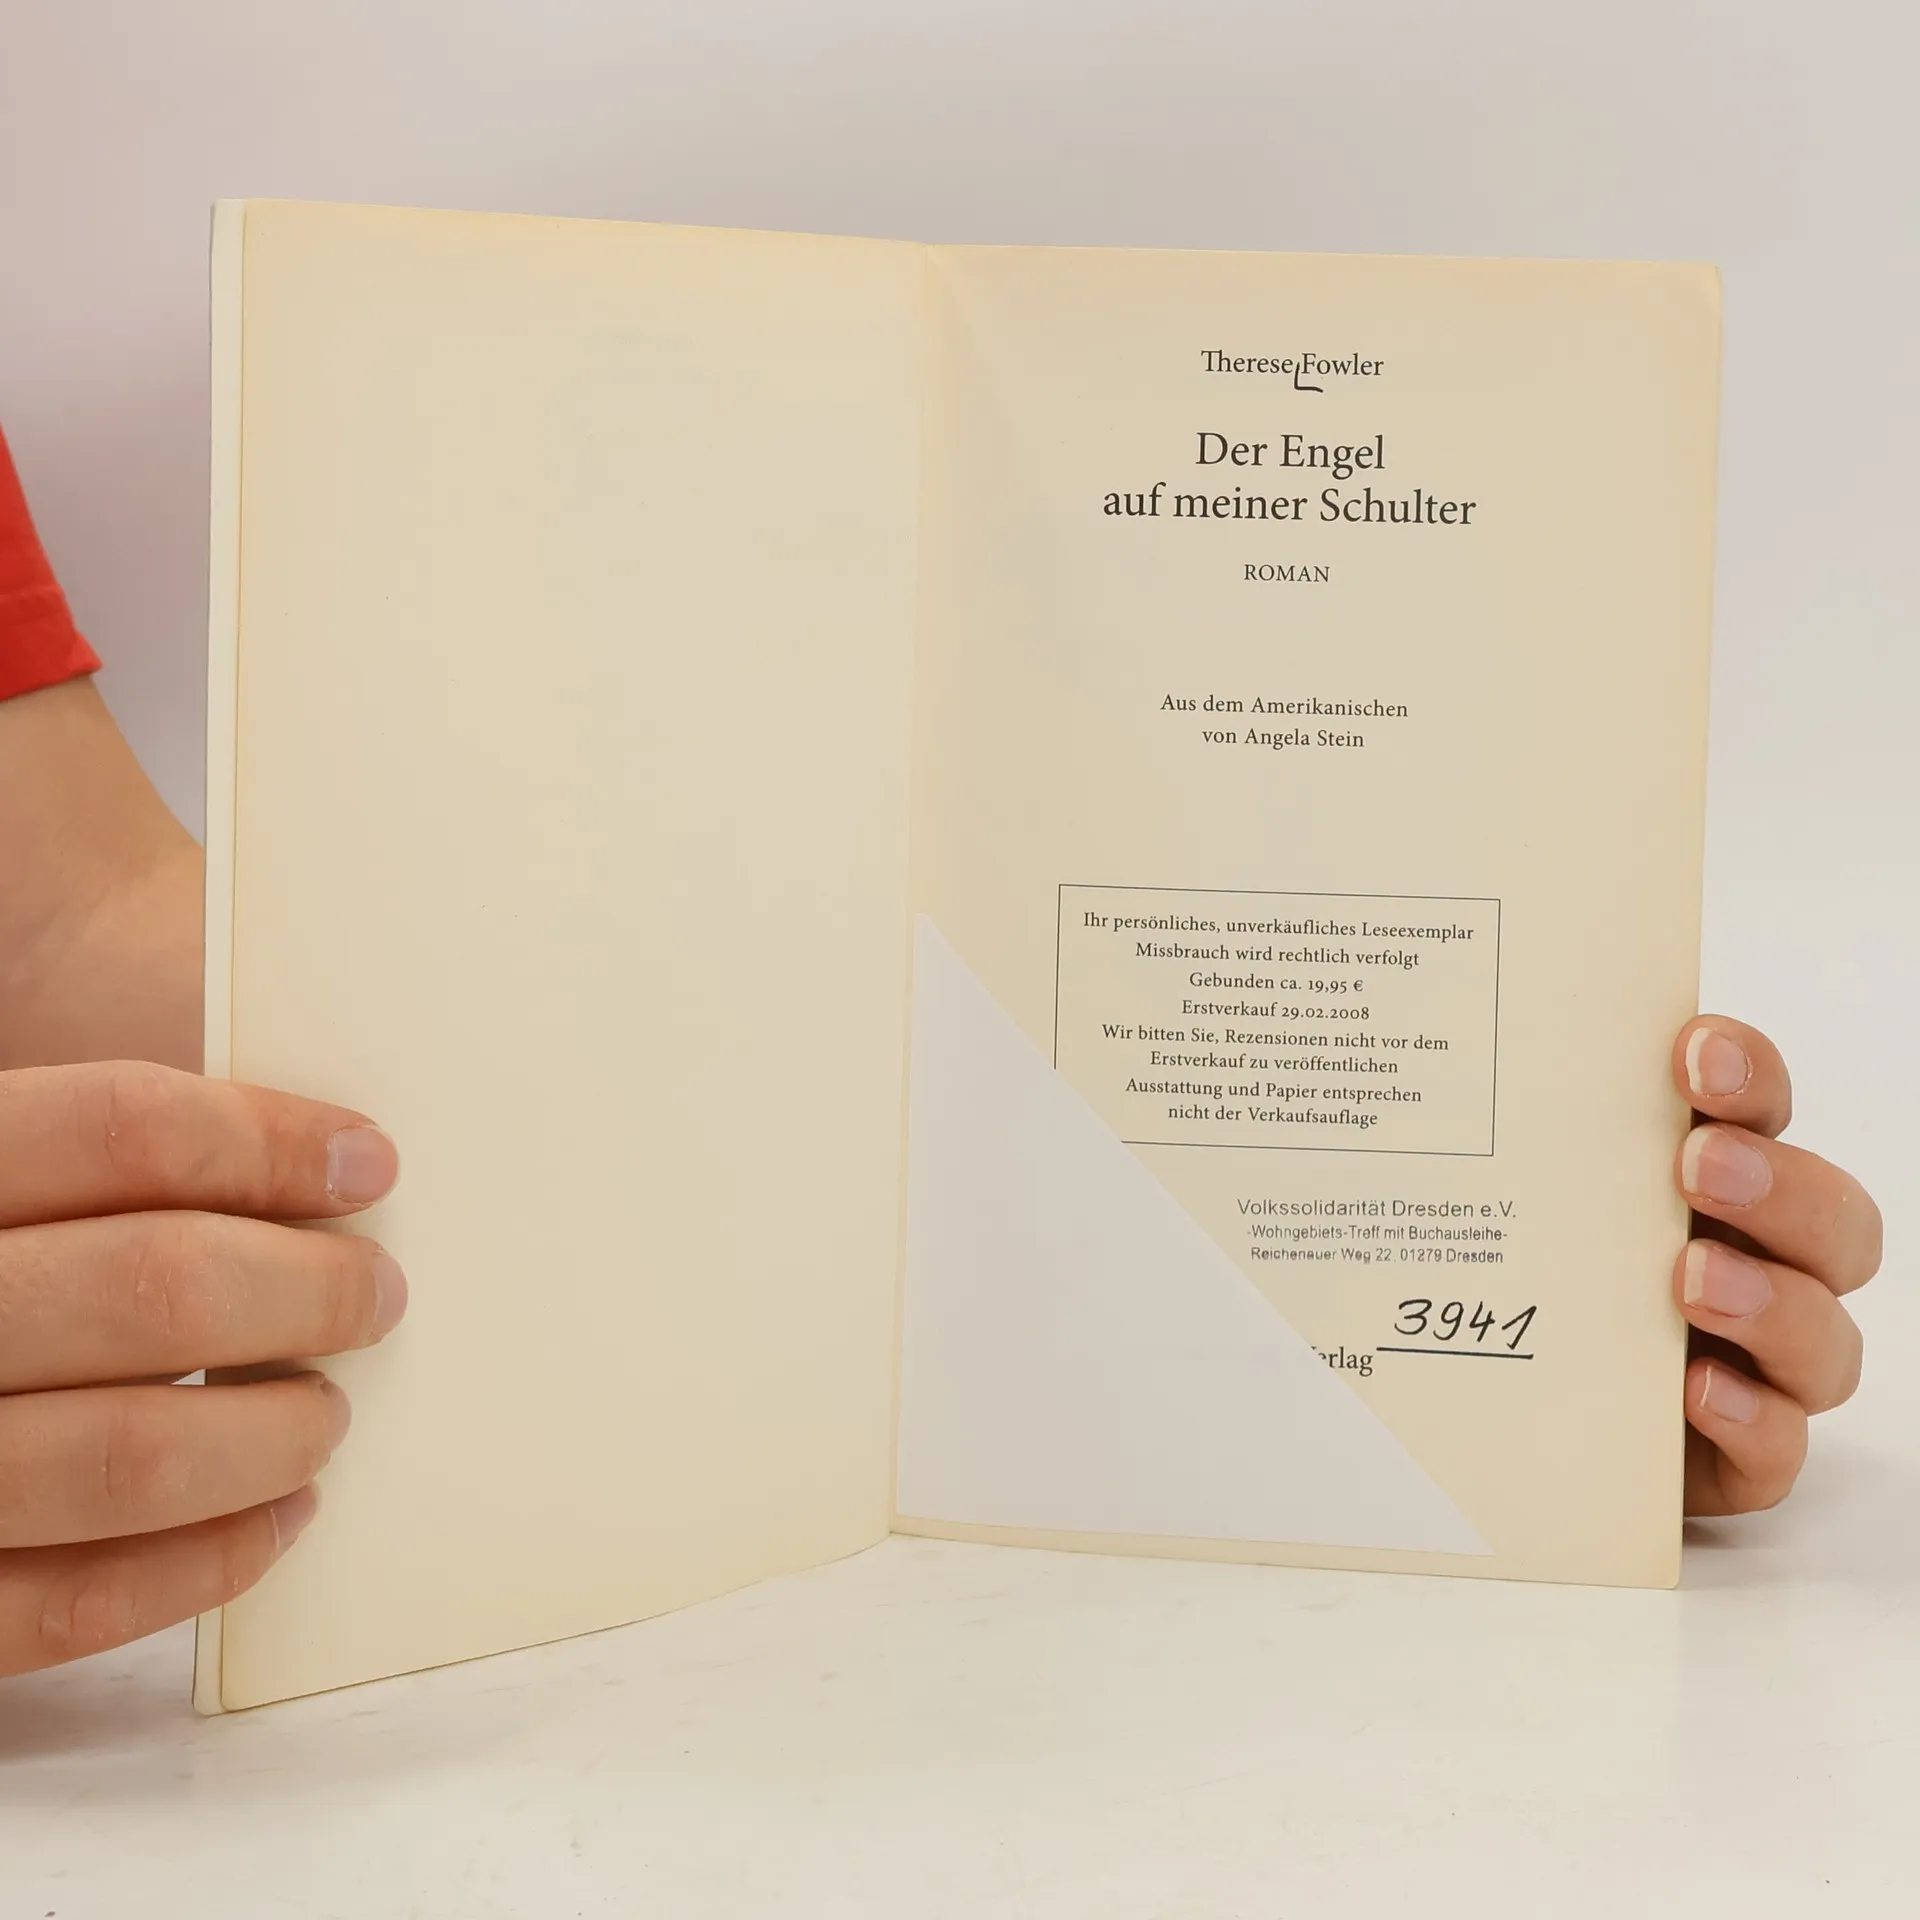 Therese Fowler
Der Engel
auf meiner Schulter
ROMAN
Aus dem Amerikanischen
von Angela Stein
Ihr persönliches, unverkäufliches Leseexemplar
Missbrauch wird rechtlich verfolgt
Gebunden ca. 19,95 €
Erstverkauf 29.02.2008
Wir bitten Sie, Rezensionen nicht vor dem
Erstverkauf zu veröffentlichen
Ausstattung und Papier entsprechen
nicht der Verkaufsauflage
Volkssolidarität Dresden e.V.
-Wohngebiets-Treff mit Buchausleihe-
Reichenauer Weg 22, 01279 Dresden
3941